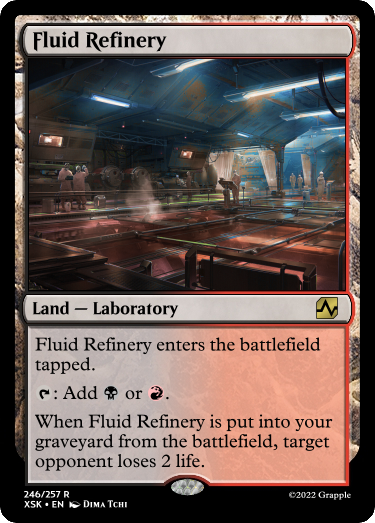 Fluid Refinery
Land — Laboratory
Fluid Refinery enters the battlefield
tapped.
: Add or .
When Fluid Refinery is put into your
graveyard from the battlefield, target
opponent loses 2 life.
246/257 R
XSK • EN Dima Tchi
©2022 Grapple